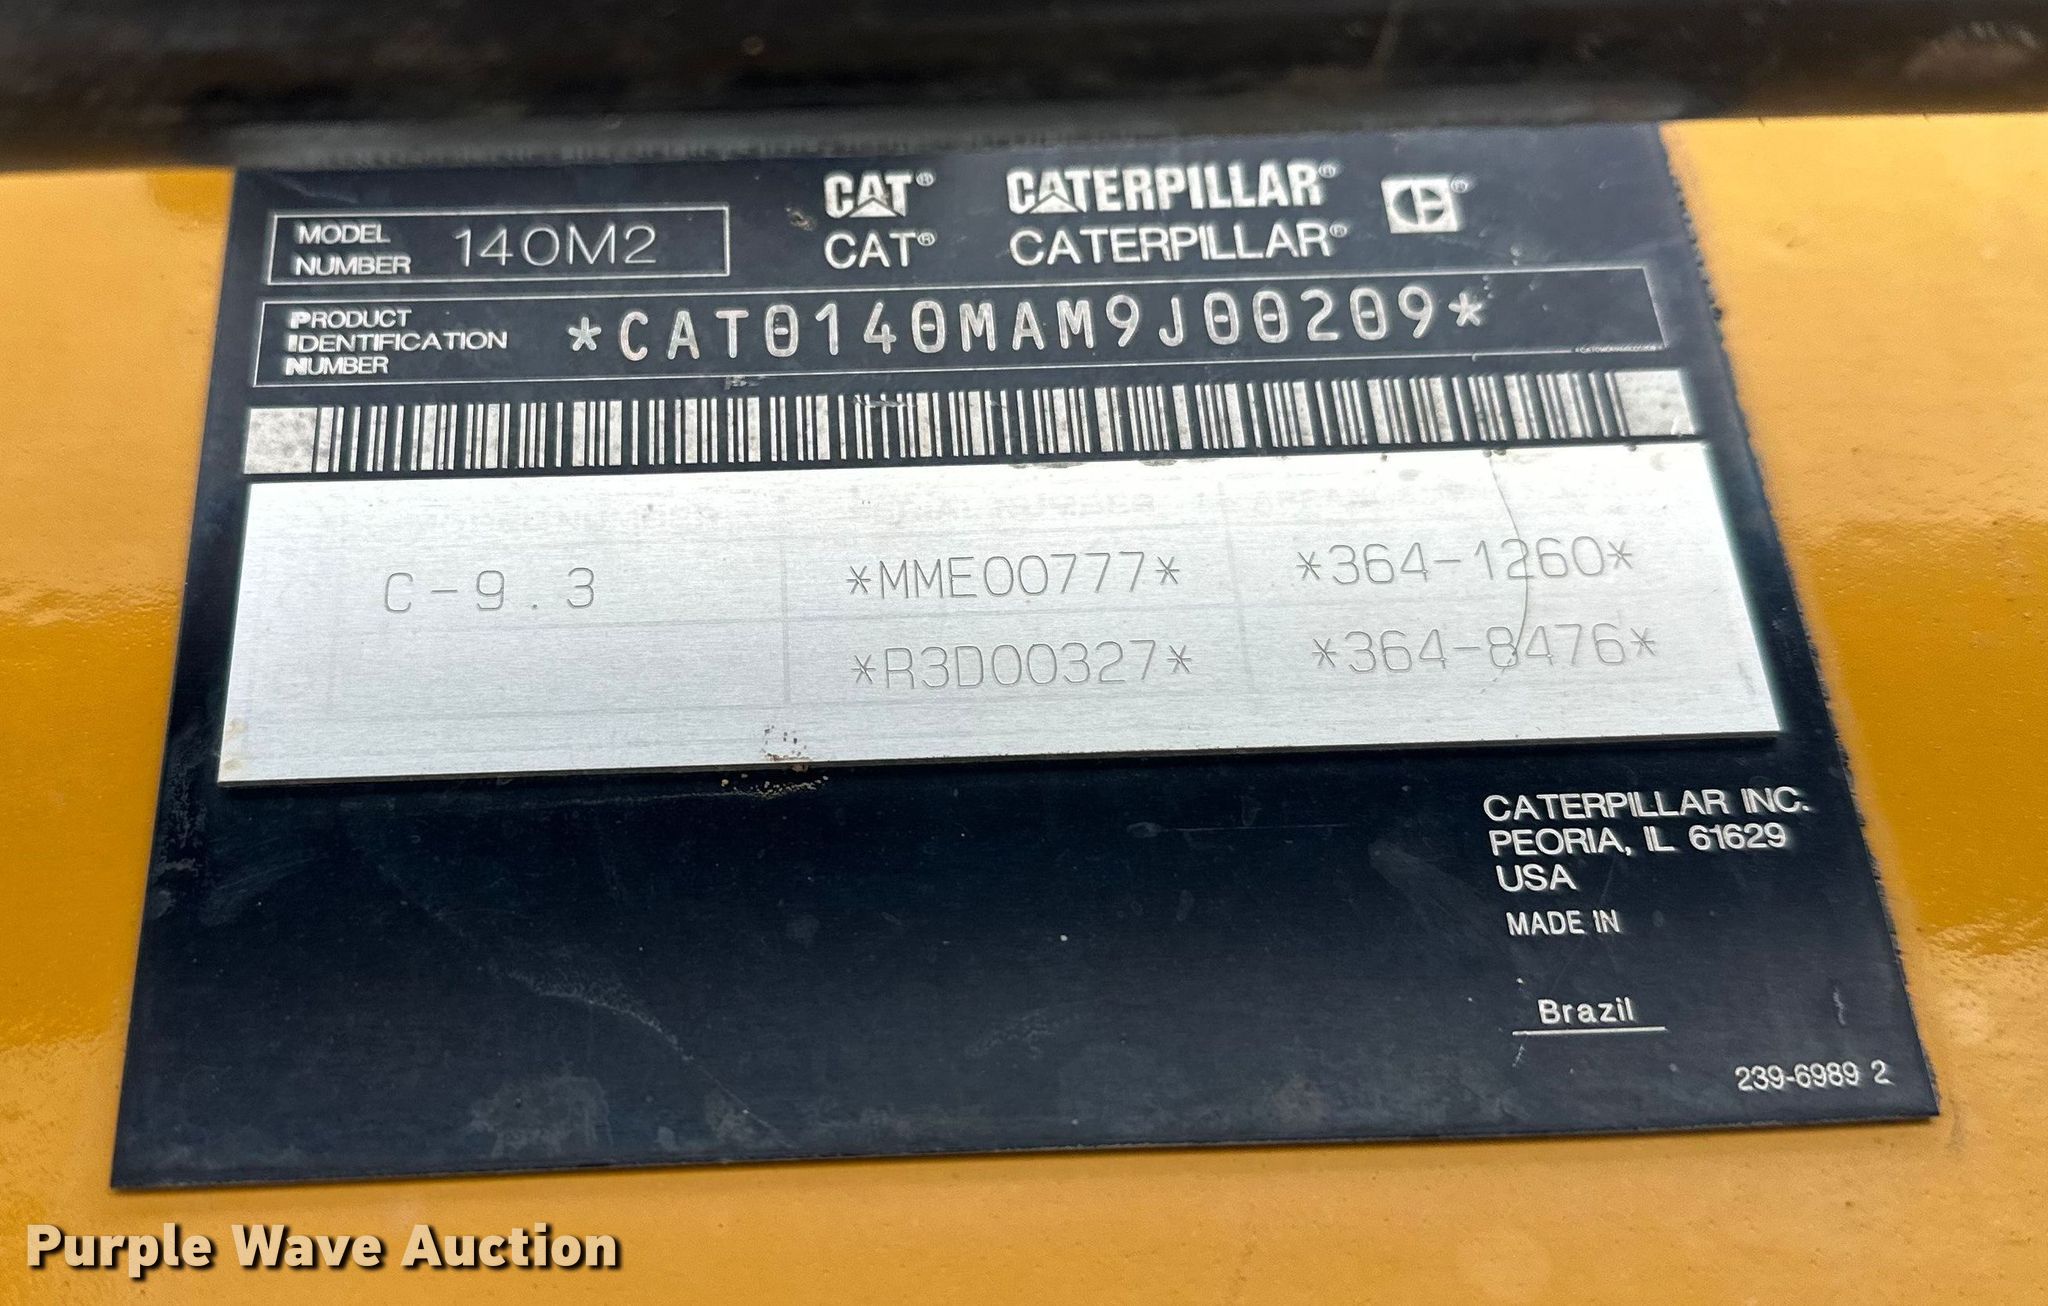 CAT® CATERPILLAR®
MODEL NUMBER 140M2
CAT® CATERPILLAR®
PRODUCT IDENTIFICATION NUMBER *CAT0140MAM9J00209*
C-9.3 *MME00777* *364-1260*
*R3D00327* *364-8476*
CATERPILLAR INC.
PEORIA, IL 61629
USA
MADE IN
Brazil
239-6989 2
Purple Wave Auction